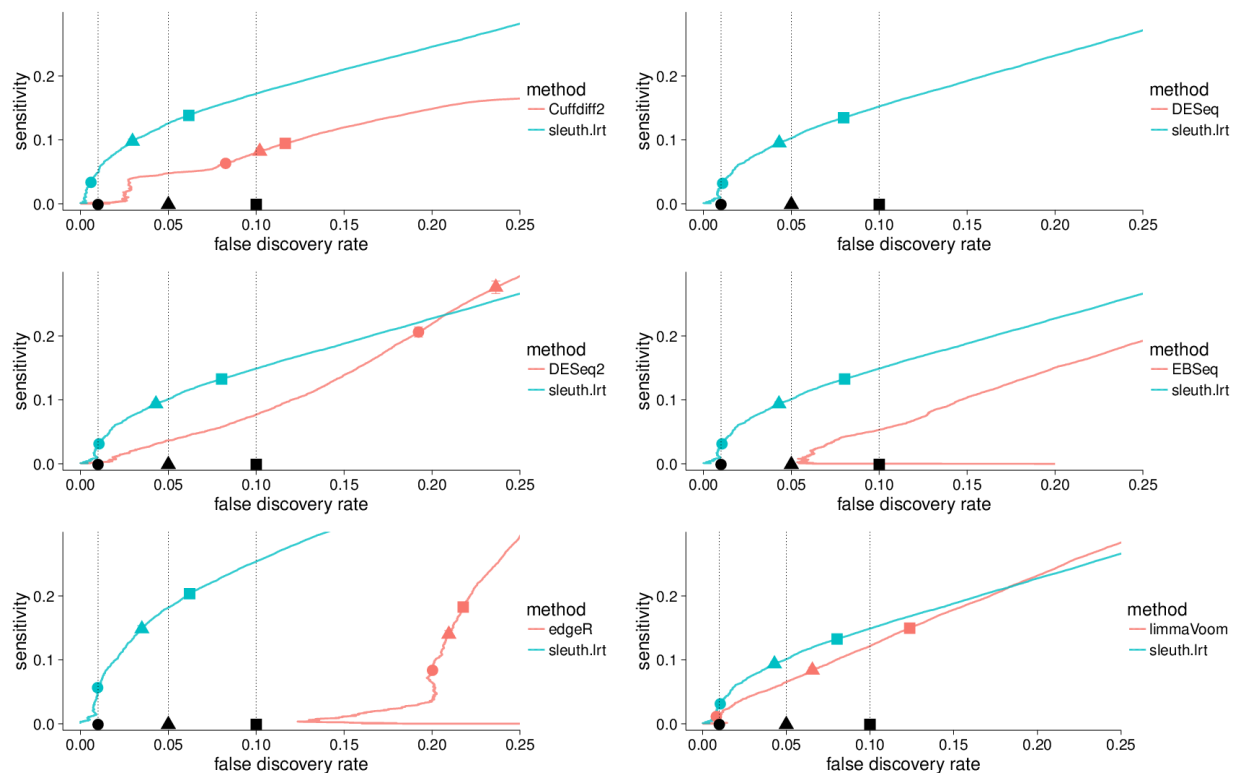 sensitivity
0.2
0.1
0.0
0.00 0.05 0.10 0.15 0.20 0.25
false discovery rate
method
Cuffdiff2
sleuth.lrt
sensitivity
0.2
0.1
0.0
0.00 0.05 0.10 0.15 0.20 0.25
false discovery rate
method
DESeq
sleuth.lrt
sensitivity
0.2
0.1
0.0
0.00 0.05 0.10 0.15 0.20 0.25
false discovery rate
method
DESeq2
sleuth.lrt
sensitivity
0.2
0.1
0.0
0.00 0.05 0.10 0.15 0.20 0.25
false discovery rate
method
EBSeq
sleuth.lrt
sensitivity
0.2
0.1
0.0
0.00 0.05 0.10 0.15 0.20 0.25
false discovery rate
method
edgeR
sleuth.lrt
sensitivity
0.2
0.1
0.0
0.00 0.05 0.10 0.15 0.20 0.25
false discovery rate
method
limmaVoom
sleuth.lrt